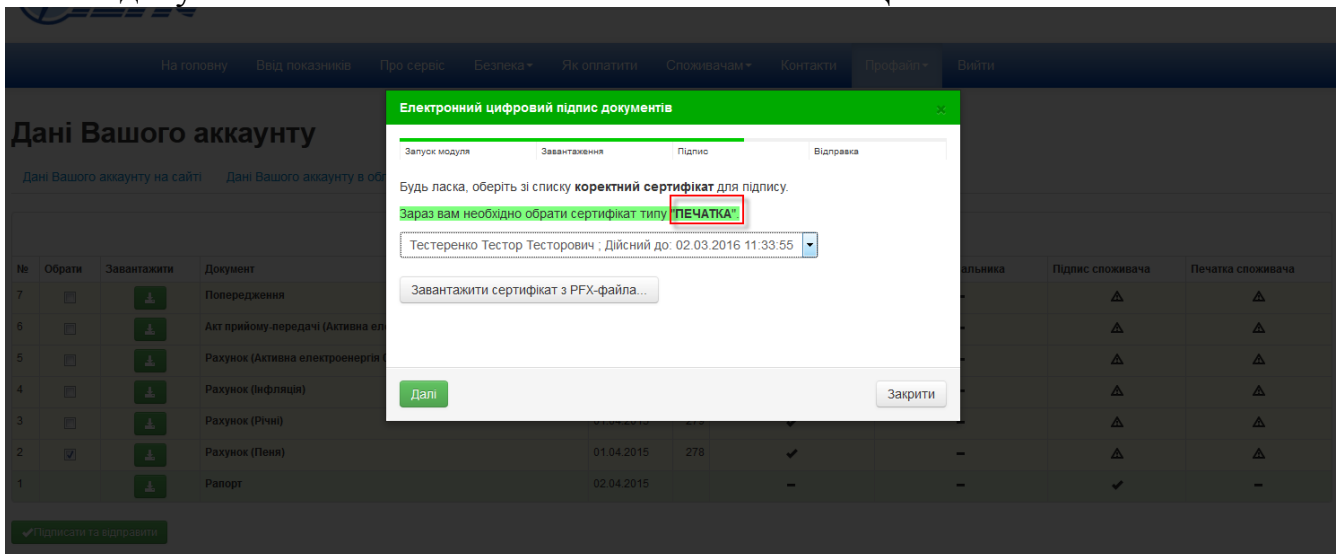 На головну Ввід показників Про сервіс Безпека Як оплатити Споживачам Контакти Профайл Вийти
Електронний цифровий підпис документів ×
Дані Вашого аккаунту
Запуск модуля Завантаження Підпис Відправка
Дані Вашого аккаунту на сайті Дані Вашого аккаунту в
Будь ласка, оберіть зі списку коректний сертифікат для підпису.
Зараз вам необхідно обрати сертифікат типу "ПЕЧАТКА".
Тестеренко Тестор Тесторович ; Дійсний до: 02.03.2016 11:33:55
№ Обрати Завантажити Документ Підпис споживача Печатка споживача
Завантажити сертифікат з PFX-файла...
7 Попередження
6 Акт прийому-передачі (Активна
5 Рахунок (Активна електроенергія
4 Рахунок (Інфляція)
Далі Закрити
3 Рахунок (Річні) 01.04.2015 279
2 Рахунок (Пеня) 01.04.2015 278
1 Рапорт 02.04.2015
Підписати та відправити